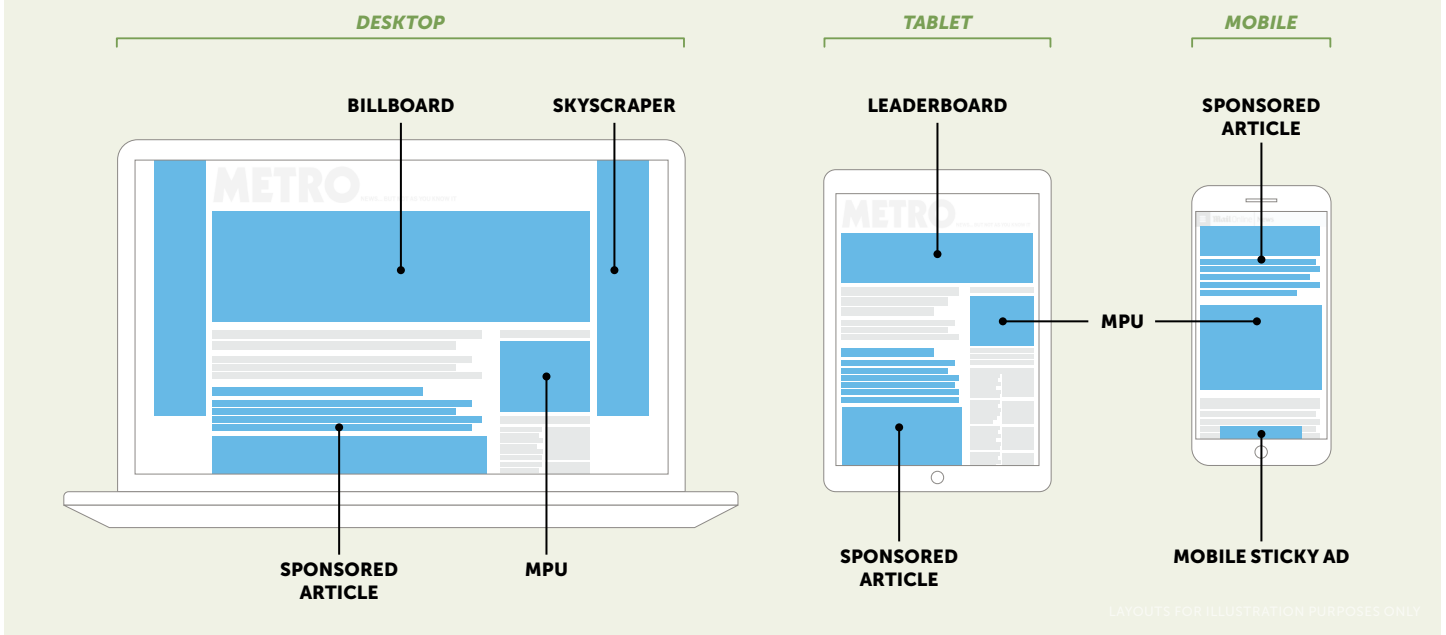 DESKTOP
TABLET
MOBILE
BILLBOARD
SKYSCRAPER
LEADERBOARD
SPONSORED
ARTICLE
METRO
METRO
MPU
SPONSORED
ARTICLE
MPU
SPONSORED
ARTICLE
MOBILE STICKY AD
LAYOUTS FOR ILLUSTRATION PURPOSES ONLY